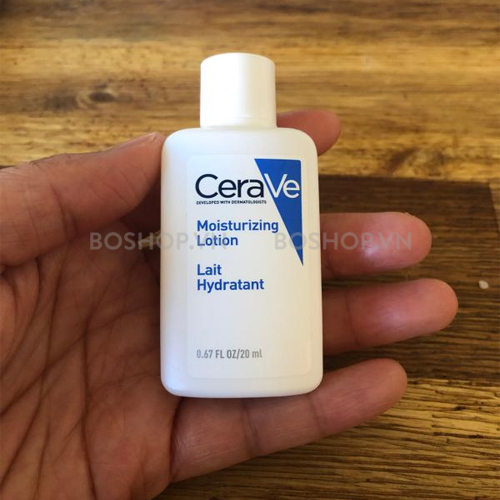 CeraVe
DEVELOPED WITH DERMATOLOGISTS
Moisturizing
Lotion
BOSHOP.VN BOSHOP.VN
Lait
Hydratant
0.67 FL OZ/20 ml